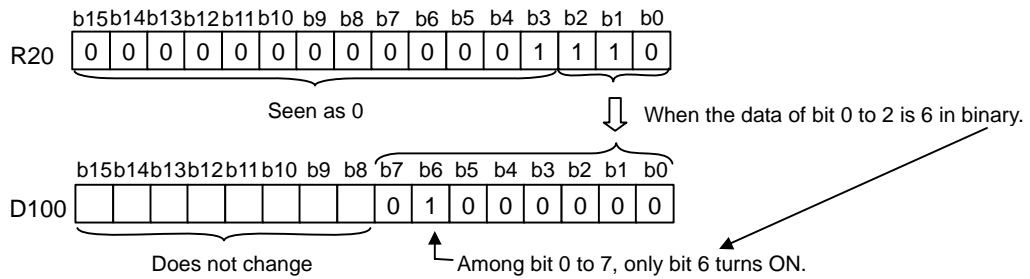 b15 b14 b13 b12 b11 b10 b9 b8 b7 b6 b5 b4 b3 b2 b1 b0
R20 0 0 0 0 0 0 0 0 0 0 0 0 1 1 1 0
Seen as 0
When the data of bit 0 to 2 is 6 in binary.
b15 b14 b13 b12 b11 b10 b9 b8 b7 b6 b5 b4 b3 b2 b1 b0
D100 0 1 0 0 0 0 0 0
Does not change
Among bit 0 to 7, only bit 6 turns ON.